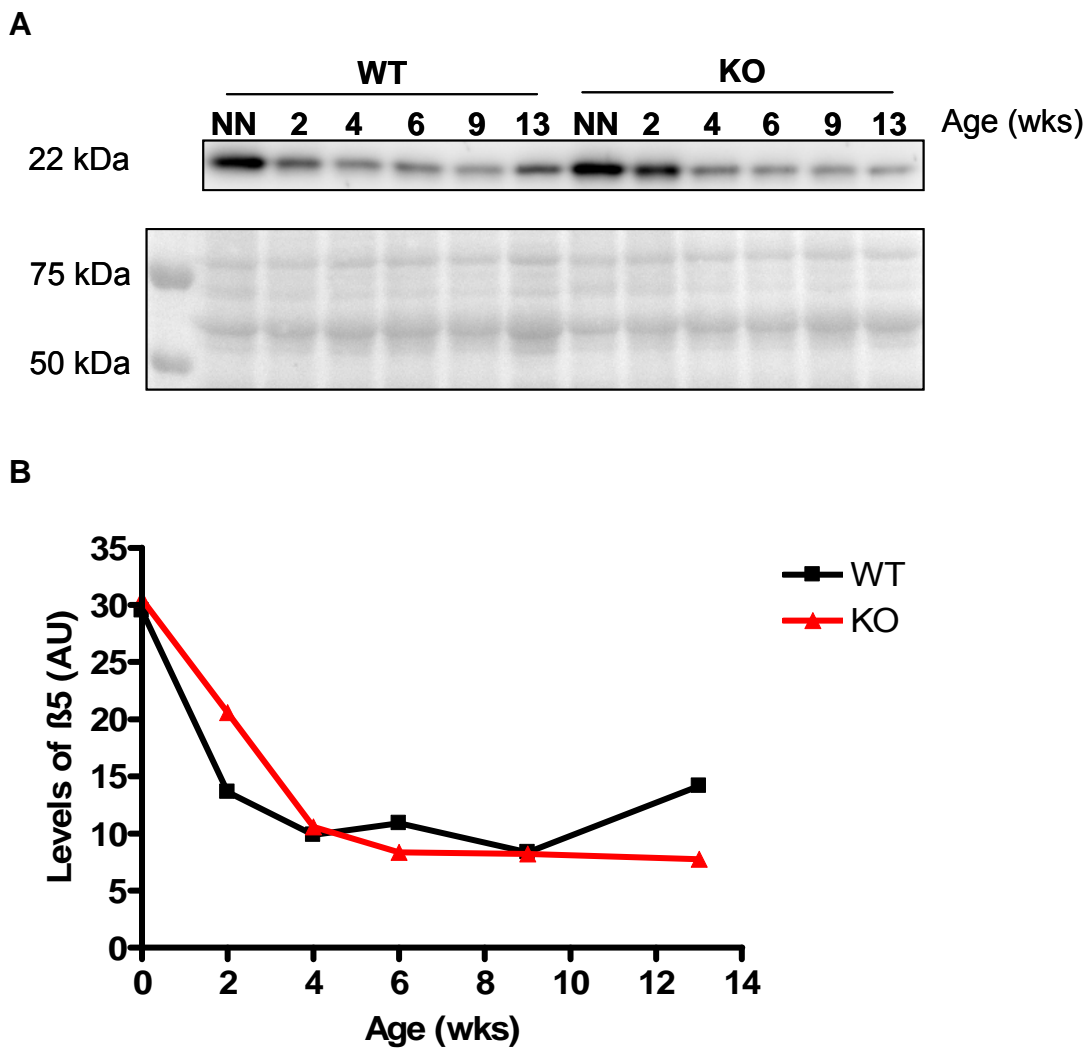 A
WT KO
NN 2 4 6 9 13 NN 2 4 6 9 13 Age (wks)
22 kDa
75 kDa
50 kDa
B
35
30
25
20
15
10
5
0
Levels of ß5 (AU)
0 2 4 6 8 10 12 14
Age (wks)
WT
KO